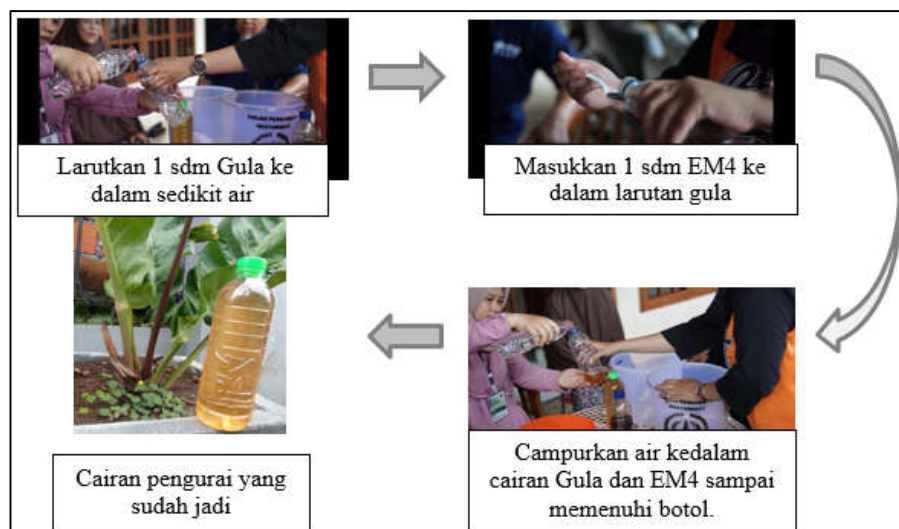 Larutkan 1 sdm Gula ke
dalam sedikit air
Masukkan 1 sdm EM4 ke
dalam larutan gula
Campurkan air kedalam
cairan Gula dan EM4 sampai
memenuhi botol.
Cairan pengurai yang
sudah jadi